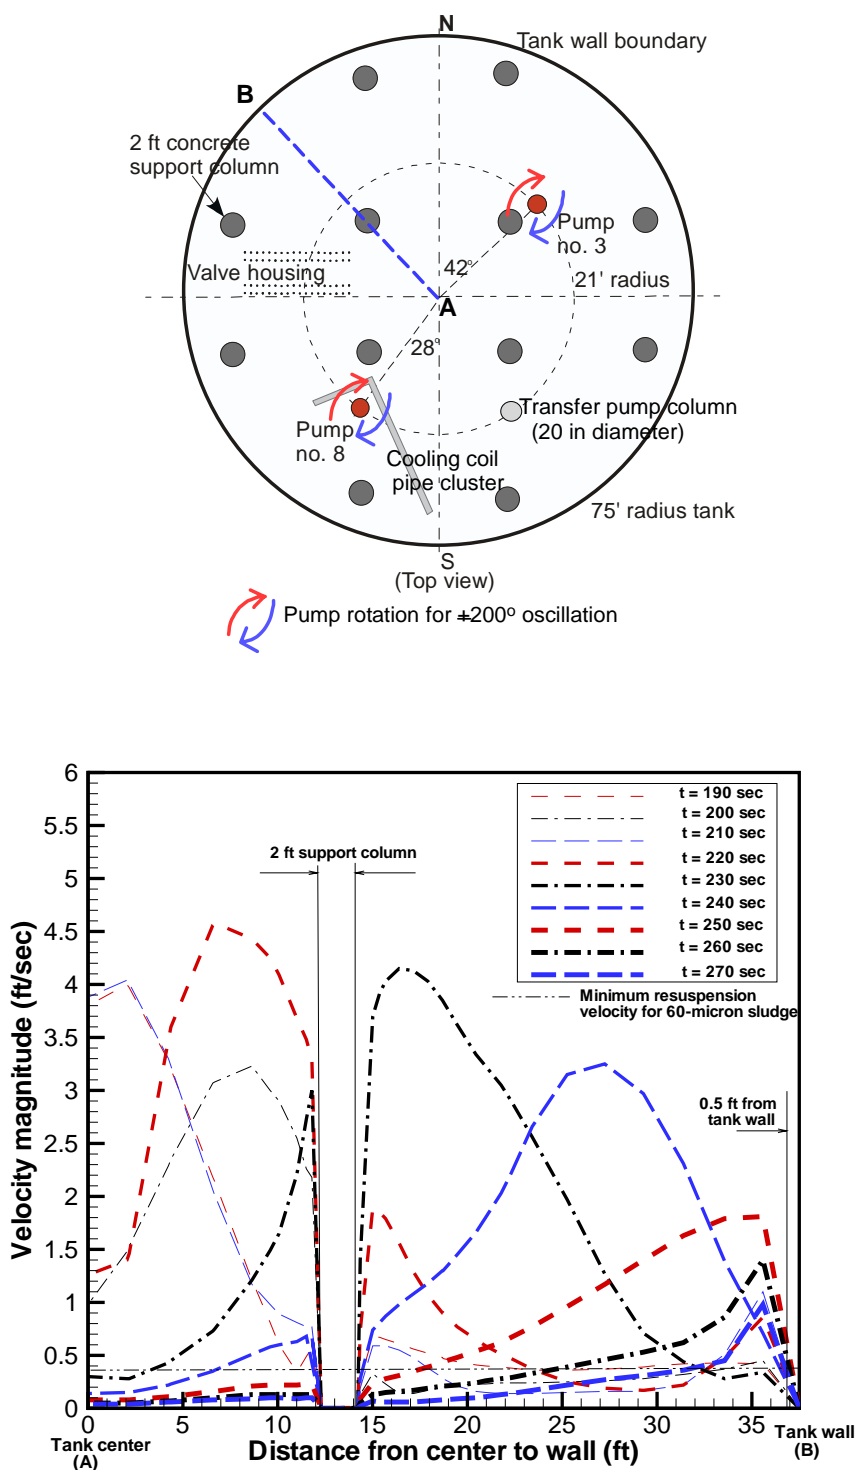 N
Tank wall boundary
B
2 ft concrete
support column
Pump
no. 3
Valve housing
42°
21' radius
A
28°
Transfer pump column
(20 in diameter)
Pump
no. 8
Cooling coil
pipe cluster
75' radius tank
S
(Top view)
Pump rotation for ±200° oscillation
6
5.5
5
4.5
4
3.5
3
2.5
2
1.5
1
0.5
0
Velocity magnitude (ft/sec)
t = 190 sec
t = 200 sec
t = 210 sec
t = 220 sec
t = 230 sec
t = 240 sec
t = 250 sec
t = 260 sec
t = 270 sec
2 ft support column
Minimum resuspension
velocity for 60-micron sludge
0.5 ft from
tank wall
0 5 10 15 20 25 30 35
Tank center
(A)
Distance fron center to wall (ft)
Tank wall
(B)